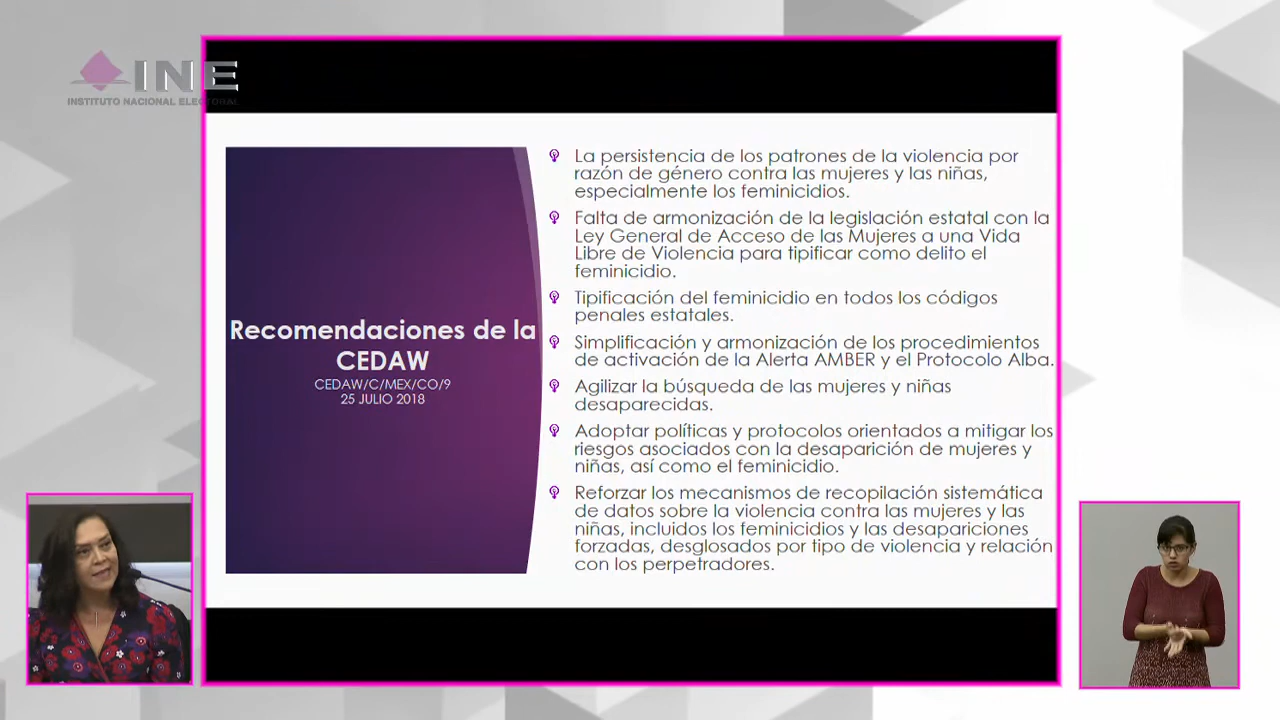 INE
INSTITUTO NACIONAL ELECTORAL
Recomendaciones de la
CEDAW
CEDAW/C/MEX/CO/9
25 JULIO 2018
La persistencia de los patrones de la violencia por
razón de género contra las mujeres y las niñas,
especialmente los feminicidios.
Falta de armonización de la legislación estatal con la
Ley General de Acceso de las Mujeres a una Vida
Libre de Violencia para tipificar como delito el
feminicidio.
Tipificación del feminicidio en todos los códigos
penales estatales.
Simplificación y armonización de los procedimientos
de activación de la Alerta AMBER y el Protocolo Alba.
Agilizar la búsqueda de las mujeres y niñas
desaparecidas.
Adoptar políticas y protocolos orientados a mitigar los
riesgos asociados con la desaparición de mujeres y
niñas, así como el feminicidio.
Reforzar los mecanismos de recopilación sistemática
de datos sobre la violencia contra las mujeres y las
niñas, incluidos los feminicidios y las desapariciones
forzadas, desglosados por tipo de violencia y relación
con los perpetradores.